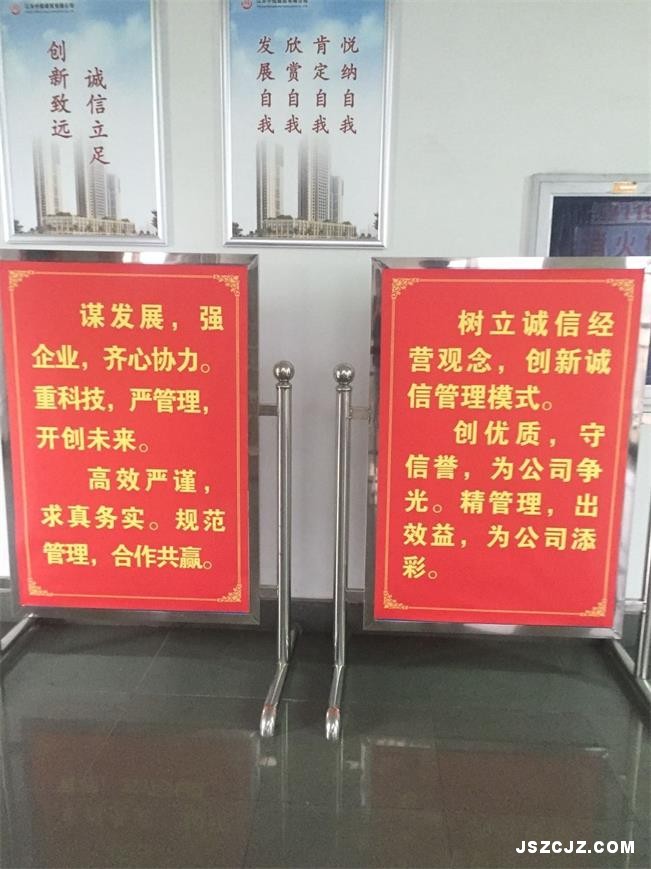 诚信立足
创新致远
悦纳自我
肯定自我
欣赏自我
发展自我
谋发展，强
企业，齐心协力。
重科技，严管理，
开创未来。
高效严谨，
求真务实。规范
管理，合作共赢。
树立诚信经
营观念，创新诚
信管理模式。
创优质，守
信誉，为公司争
光。精管理，出
效益，为公司添
彩。
JSZCJZ.COM